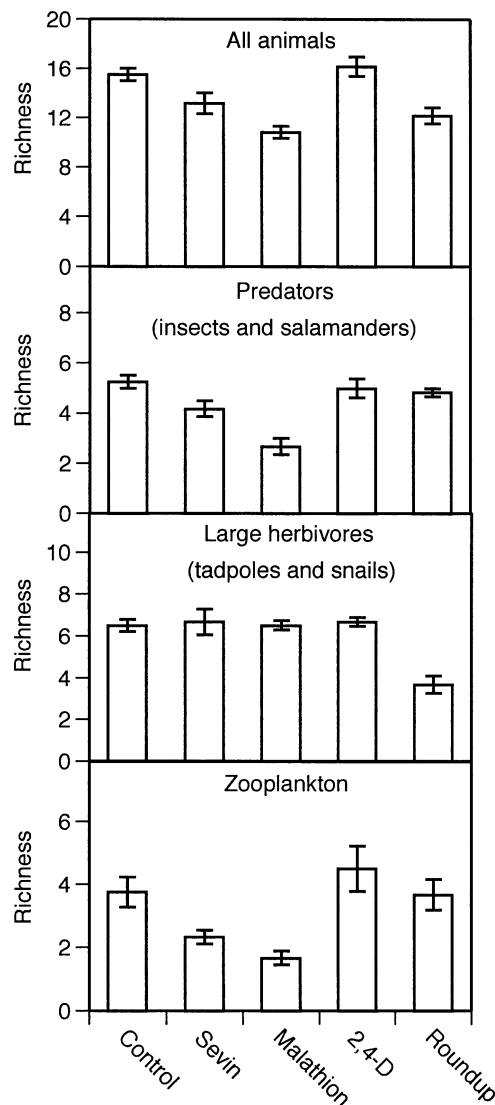 20
All animals
16
12
8
4
0
Richness
Predators
(insects and salamanders)
8
6
4
2
0
Richness
Large herbivores
(tadpoles and snails)
10
8
6
4
2
0
Richness
Zooplankton
6
4
2
0
Richness
Control
Sevin
Malathion
2,4-D
Roundup